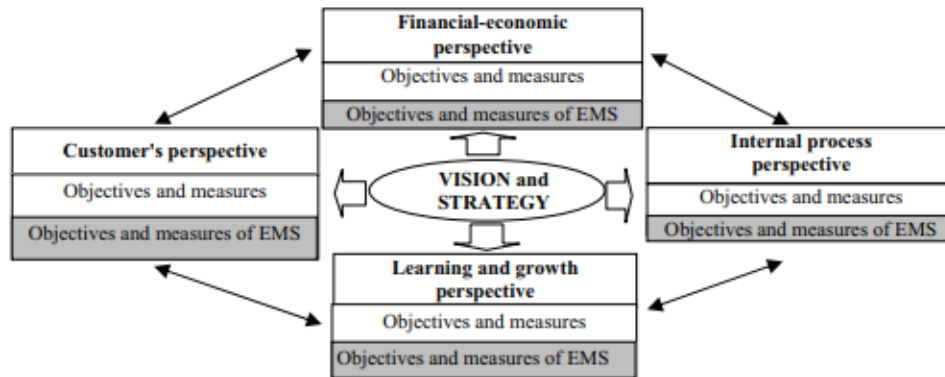 Financial-economic
perspective
Objectives and measures
Objectives and measures of EMS
Customer's perspective
Objectives and measures
Objectives and measures of EMS
VISION and
STRATEGY
Internal process
perspective
Objectives and measures
Objectives and measures of EMS
Learning and growth
perspective
Objectives and measures
Objectives and measures of EMS